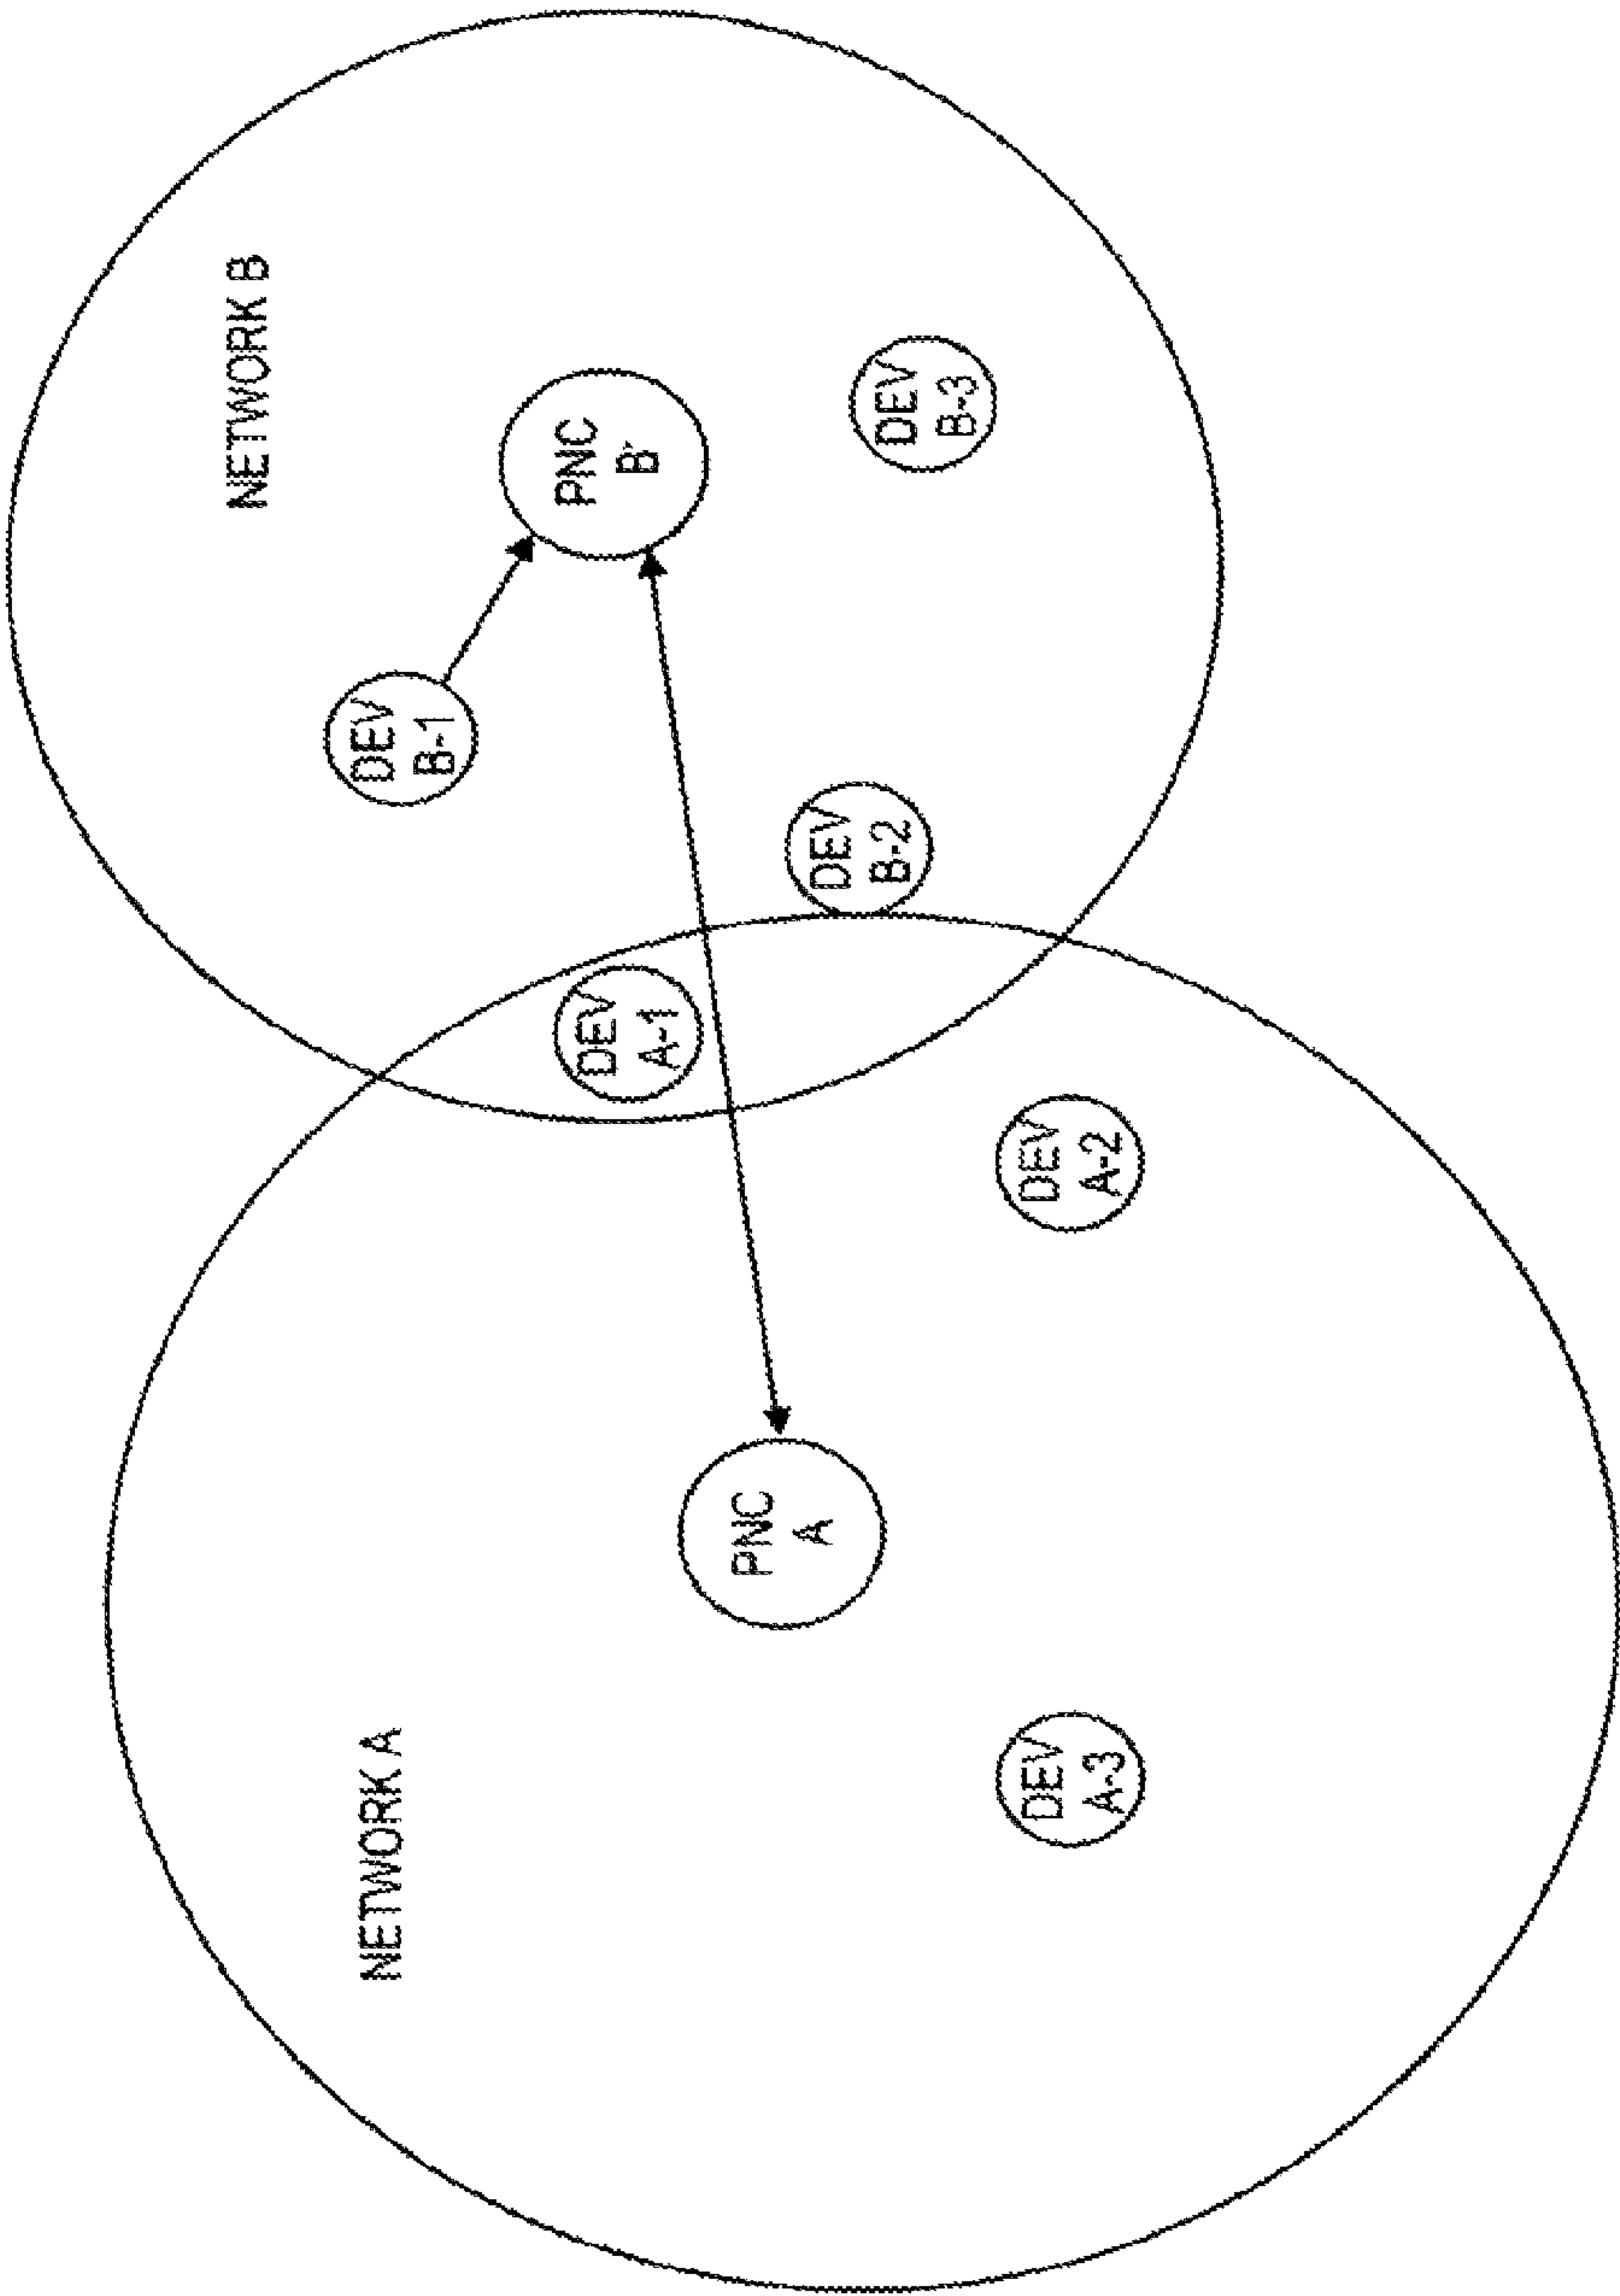 NETWORK A
NETWORK B
PNC
A
PNC
B
DEV
A-1
DEV
A-2
DEV
A-3
DEV
B-1
DEV
B-2
DEV
B-3